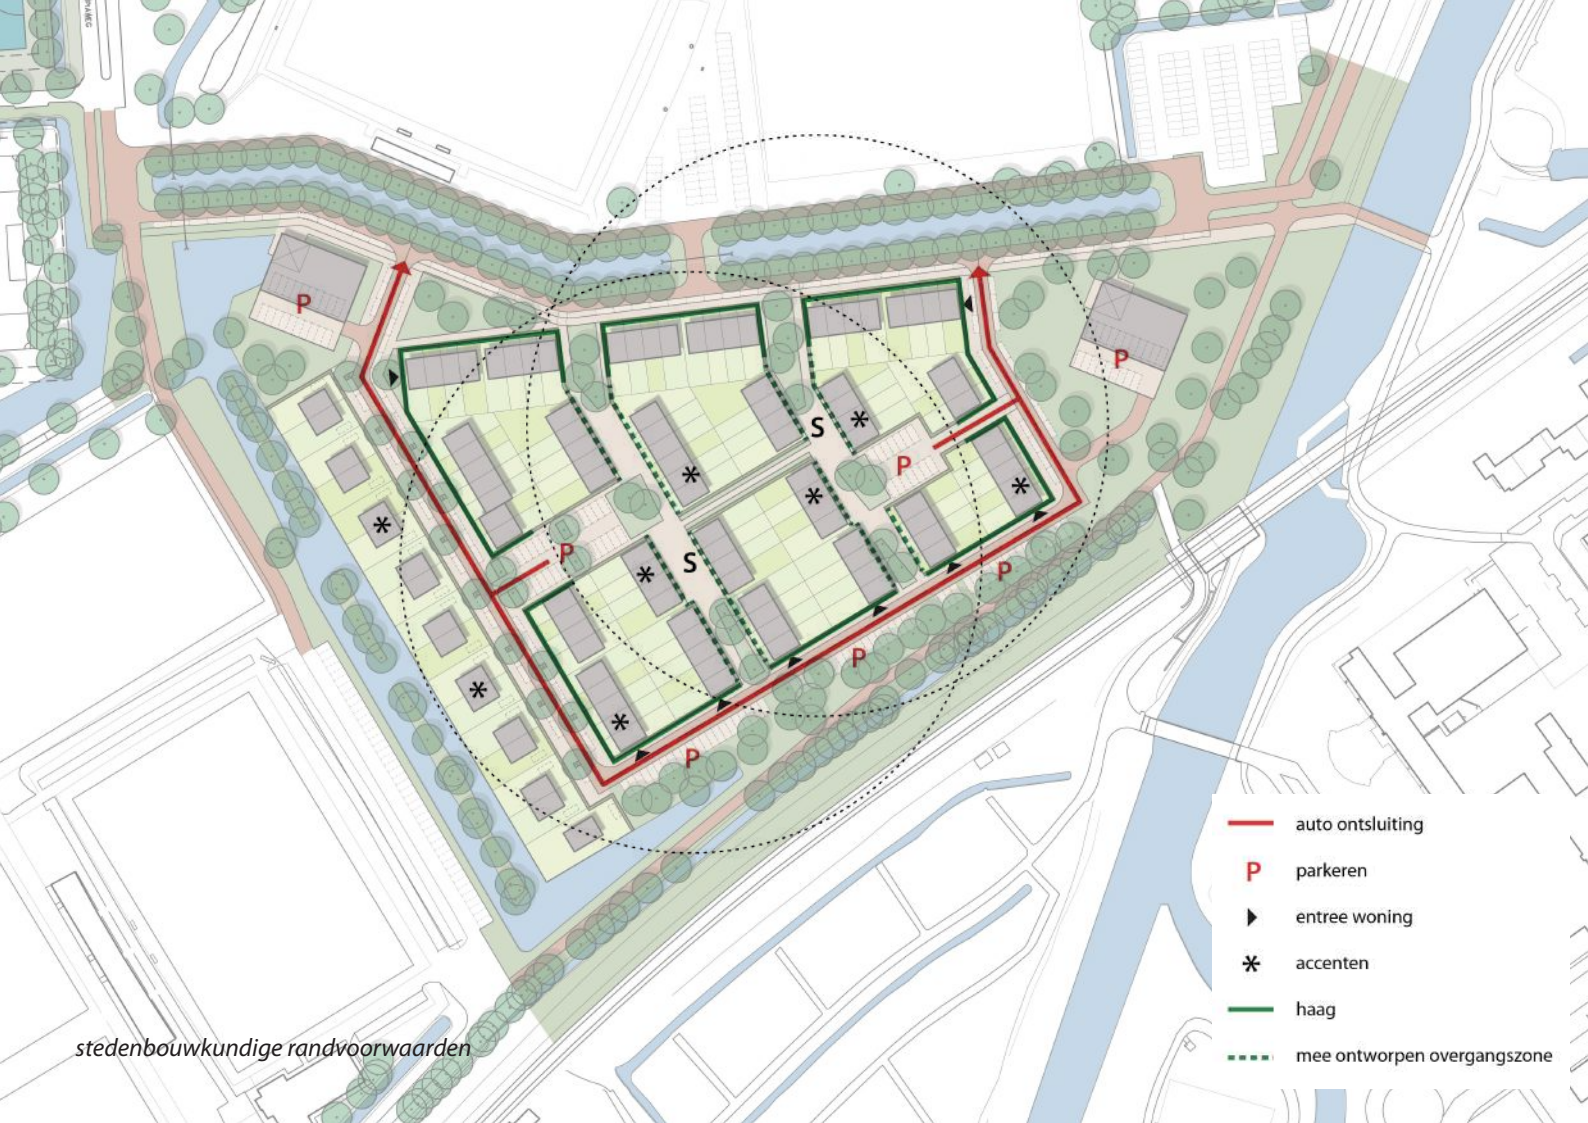 P
P
S
P
P
S
P
P
P
auto ontsluiting
P parkeren
entree woning
* accenten
haag
mee ontworpen overgangszone
stedenbouwkundige randvoorwaarden